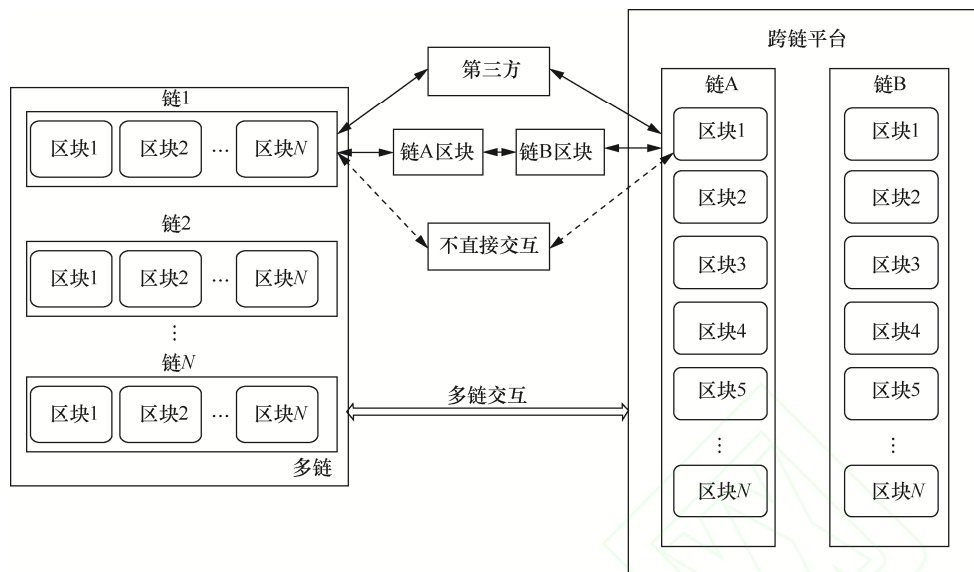 链1
区块1 区块2 … 区块N
链2
区块1 区块2 … 区块N
⋮
链N
区块1 区块2 … 区块N
多链
第三方
链A区块 链B区块
不直接交互
多链交互
跨链平台
链A
区块1
区块2
区块3
区块4
区块5
⋮
区块N
链B
区块1
区块2
区块3
区块4
区块5
⋮
区块N